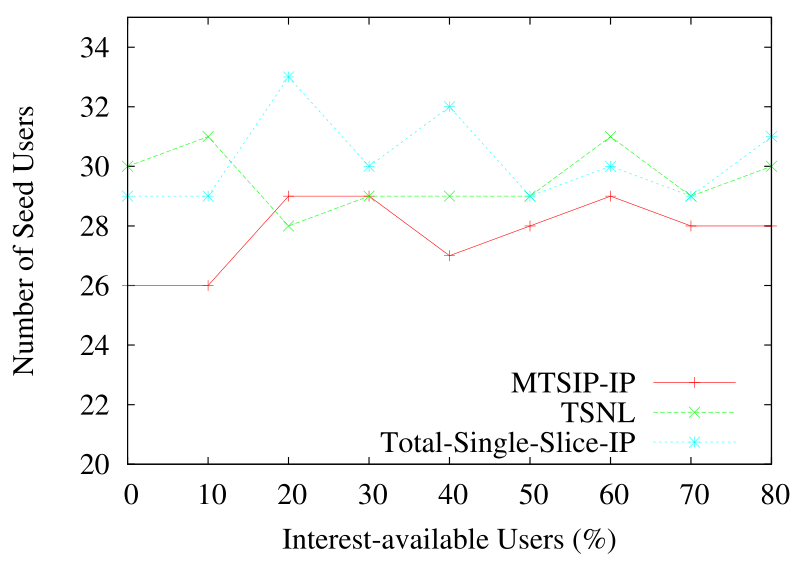 34
32
30
28
26
24
22
20
Number of Seed Users
MTSIP-IP
TSNL
Total-Single-Slice-IP
0 10 20 30 40 50 60 70 80
Interest-available Users (%)